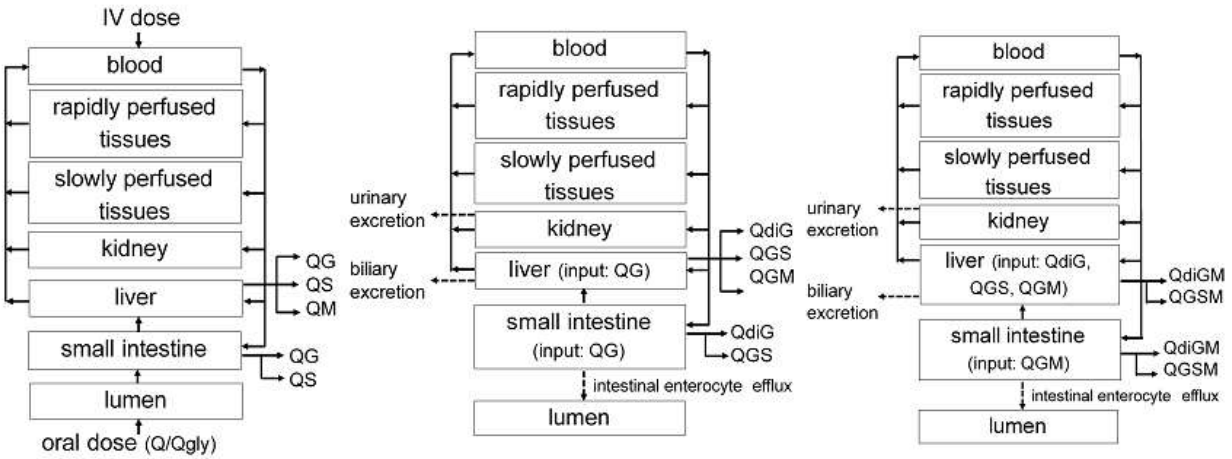 IV dose
blood
rapidly perfused
tissues
slowly perfused
tissues
kidney
liver
small intestine
lumen
oral dose (Q/Qgly)
QG
QS
QM
QG
QS
blood
rapidly perfused
tissues
slowly perfused
tissues
urinary
excretion
kidney
biliary
excretion
liver (input: QG)
small intestine
(input: QG)
intestinal enterocyte efflux
lumen
QdiG
QGS
QGM
QdiG
QGS
blood
rapidly perfused
tissues
slowly perfused
tissues
urinary
excretion
kidney
biliary
excretion
liver (input: QdiG,
QGS, QGM)
small intestine
(input: QGM)
intestinal enterocyte efflux
lumen
QdiGM
QGSM
QdiGM
QGSM